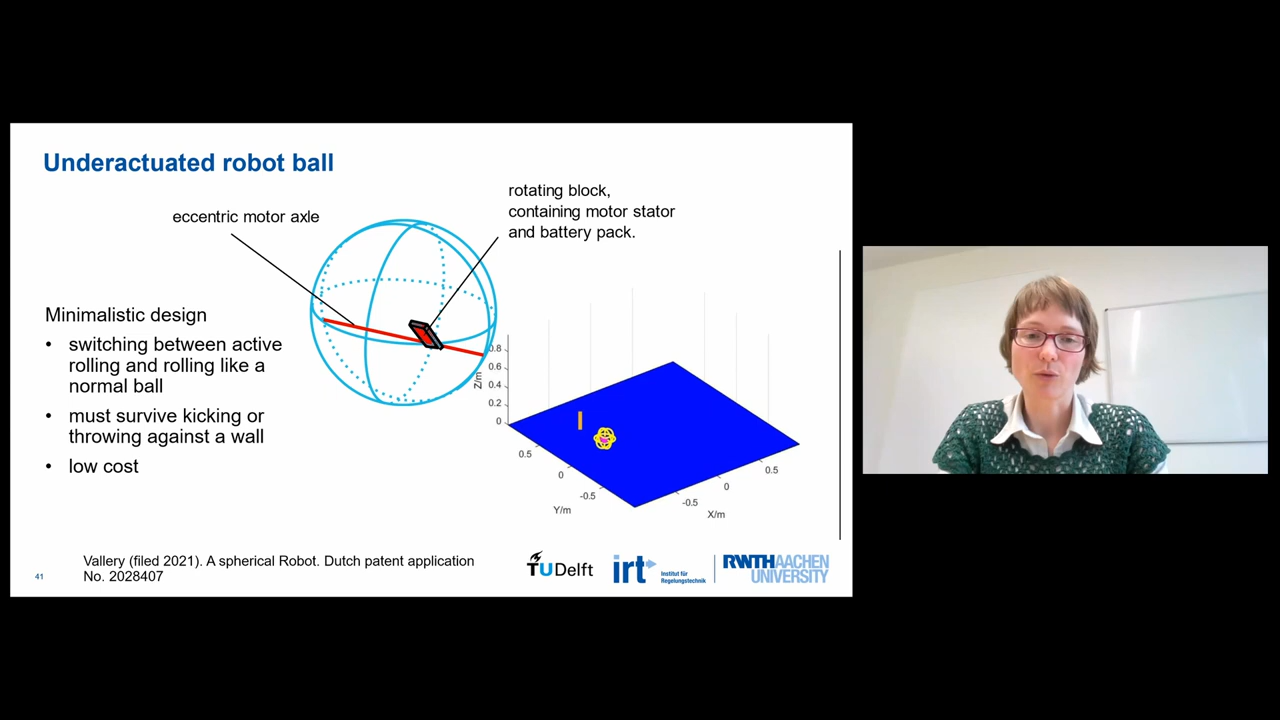 Underactuated robot ball
eccentric motor axle
rotating block,
containing motor stator
and battery pack.
Minimalistic design
• switching between active
rolling and rolling like a
normal ball
• must survive kicking or
throwing against a wall
• low cost
0.8
0.6
0.4
0.2
0
Z/m
0.5
0
-0.5
Y/m
0.5
0
-0.5
X/m
Vallery (filed 2021). A spherical Robot. Dutch patent application
No. 2028407
41
TUDelft
irt
Institut für
Regelungstechnik
RWTHAACHEN
UNIVERSITY